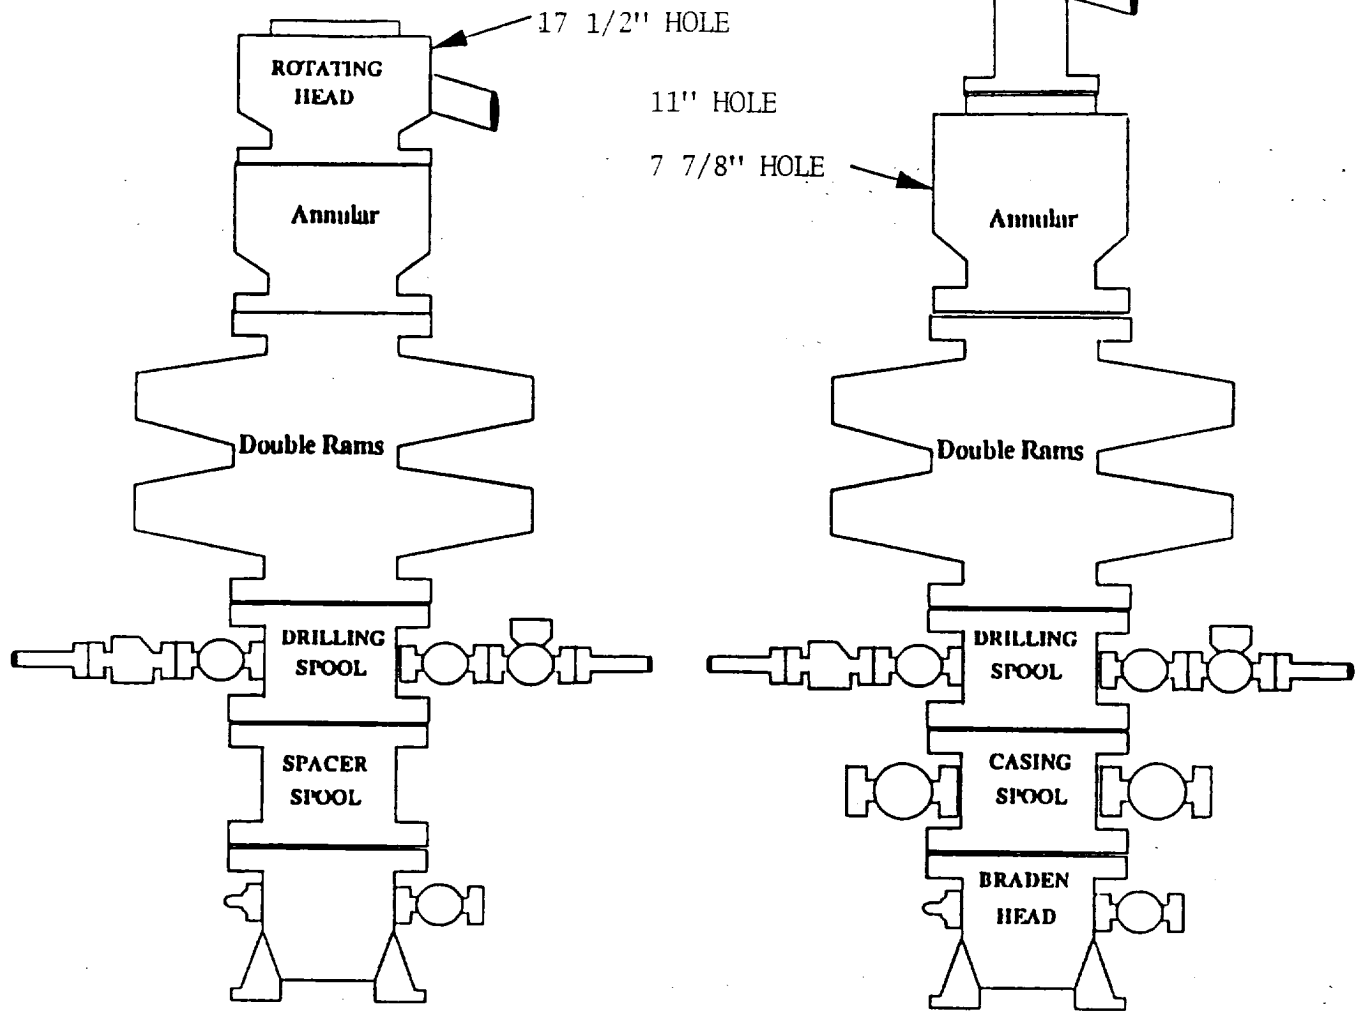 17 1/2" HOLE
11" HOLE
7 7/8" HOLE
ROTATING
HEAD
Annular
Double Rams
DRILLING
SPOOL
SPACER
SPOOL
Annular
Double Rams
DRILLING
SPOOL
CASING
SPOOL
BRADEN
HEAD